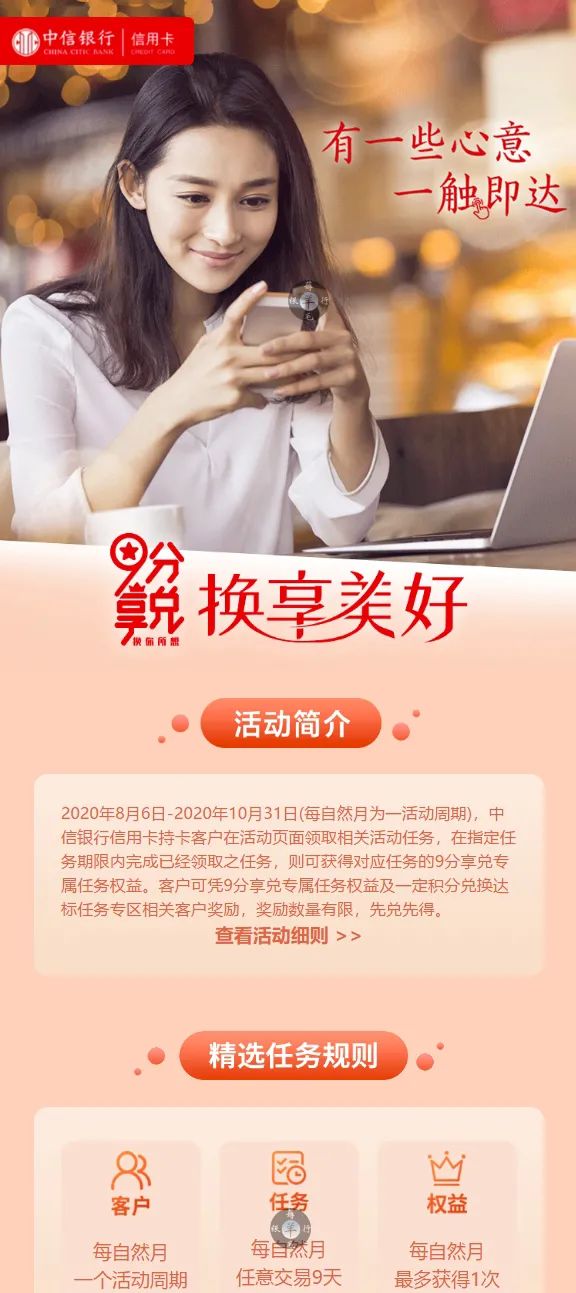 中信银行 信用卡
CHINA CITIC BANK CREDIT CARD
有一些心意
一触即达
每
银 羊 行
毛
9分
享兑
换你所想
换享美好
活动简介
2020年8月6日-2020年10月31日(每自然月为一活动周期)，中
信银行信用卡持卡客户在活动页面领取相关活动任务，在指定任
务期限内完成已经领取之任务，则可获得对应任务的9分享兑专
属任务权益。客户可凭9分享兑专属任务权益及一定积分兑换达
标任务专区相关客户奖励，奖励数量有限，先兑先得。
查看活动细则 >>
精选任务规则
客户 任务 权益
每
银 羊 行
每自然月 每自然月 每自然月
一个活动周期 任意交易9天 最多获得1次